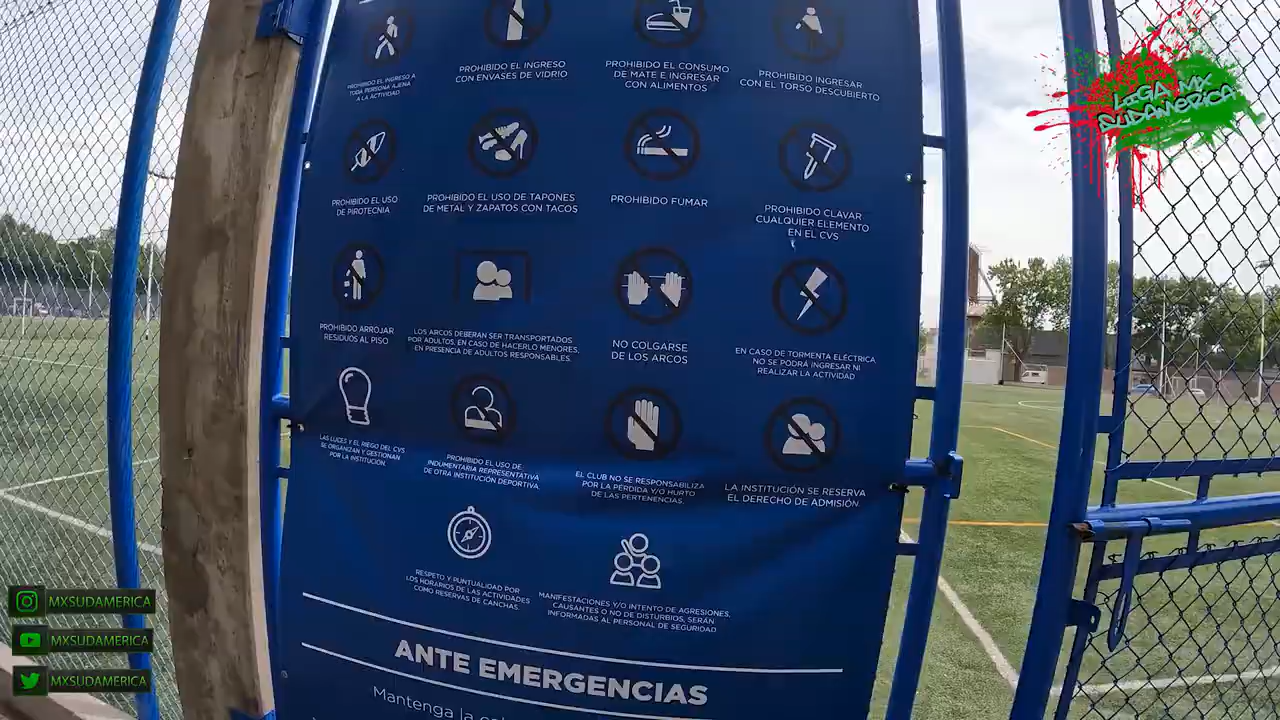 PROHIBIDO EL INGRESO A
TODA PERSONA AJENA
A LA ACTIVIDAD
PROHIBIDO EL INGRESO
CON ENVASES DE VIDRIO
PROHIBIDO EL CONSUMO
DE MATE E INGRESAR
CON ALIMENTOS
PROHIBIDO INGRESAR
CON EL TORSO DESCUBIERTO
PROHIBIDO EL USO
DE PIROTECNIA
PROHIBIDO EL USO DE TAPONES
DE METAL Y ZAPATOS CON TACOS
PROHIBIDO FUMAR
PROHIBIDO CLAVAR
CUALQUIER ELEMENTO
EN EL CVS
PROHIBIDO ARROJAR
RESIDUOS AL PISO
LOS ARCOS DEBERAN SER TRANSPORTADOS
POR ADULTOS, EN CASO DE HACERLO MENORES,
EN PRESENCIA DE ADULTOS RESPONSABLES.
NO COLGARSE
DE LOS ARCOS
EN CASO DE TORMENTA ELÉCTRICA
NO SE PODRÁ INGRESAR NI
REALIZAR LA ACTIVIDAD
LAS LUCES Y EL RIEGO DEL CVS
SE ORGANIZAN Y GESTIONAN
POR LA INSTITUCIÓN.
PROHIBIDO EL USO DE
INDUMENTARIA REPRESENTATIVA
DE OTRA INSTITUCIÓN DEPORTIVA.
EL CLUB NO SE RESPONSABILIZA
POR LA PÉRDIDA Y/O HURTO
DE LAS PERTENENCIAS.
LA INSTITUCIÓN SE RESERVA
EL DERECHO DE ADMISIÓN
RESPETO Y PUNTUALIDAD POR
LOS HORARIOS DE LAS ACTIVIDADES
COMO RESERVAS DE CANCHAS.
MANIFESTACIONES Y/O INTENTO DE AGRESIONES,
CAUSANTES O NO DE DISTURBIOS, SERÁN
INFORMADAS AL PERSONAL DE SEGURIDAD
ANTE EMERGENCIAS
Mantenga la
LIGA MX
SUDAMERICA
MXSUDAMERICA
MXSUDAMERICA
MXSUDAMERICA